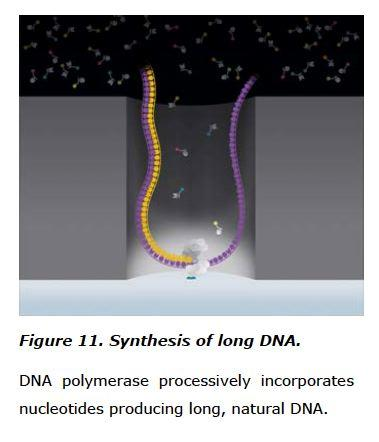 Figure 11. Synthesis of long DNA.
DNA polymerase processively incorporates
nucleotides producing long, natural DNA.